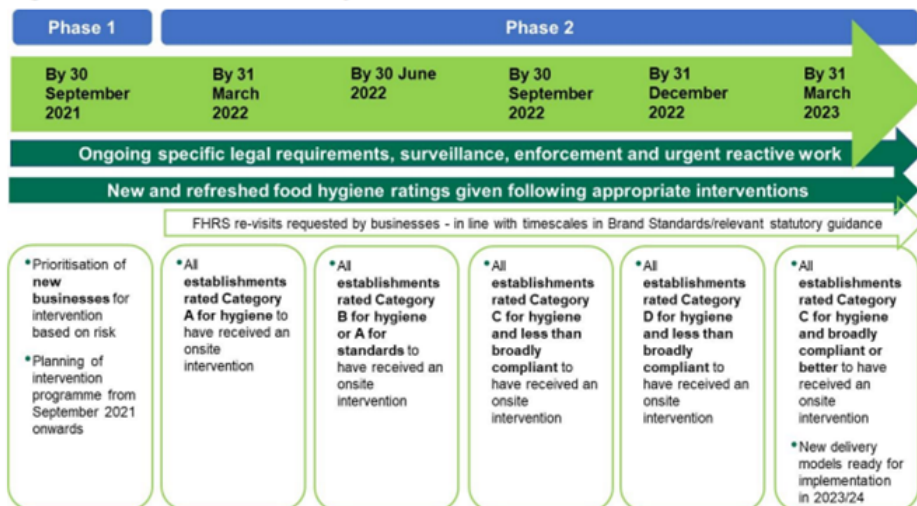 Phase 1
Phase 2
By 30
September
2021
By 31
March
2022
By 30 June
2022
By 30
September
2022
By 31
December
2022
By 31
March
2023
Ongoing specific legal requirements, surveillance, enforcement and urgent reactive work
New and refreshed food hygiene ratings given following appropriate interventions
FHRS re-visits requested by businesses - in line with timescales in Brand Standards/relevant statutory guidance
•Prioritisation of
new
businesses for
intervention
based on risk
•Planning of
intervention
programme from
September 2021
onwards
•All
establishments
rated Category
A for hygiene to
have received an
onsite
intervention
•All
establishments
rated Category
B for hygiene
or A for
standards to
have received an
onsite
intervention
•All
establishments
rated Category
C for hygiene
and less than
broadly
compliant to
have received an
onsite
intervention
•All
establishments
rated Category
D for hygiene
and less than
broadly
compliant to
have received an
onsite
intervention
•All
establishments
rated Category
C for hygiene
and broadly
compliant or
better to have
received an
onsite
intervention
•New delivery
models ready for
implementation
in 2023/24